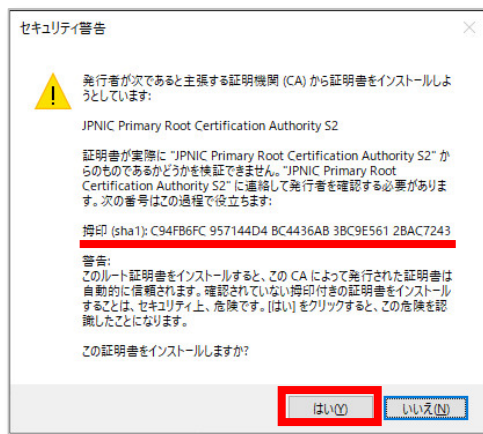 セキュリティ警告
発行者が次であると主張する証明機関 (CA) から証明書をインストールしよ
うとしています:
JPNIC Primary Root Certification Authority S2
証明書が実際に "JPNIC Primary Root Certification Authority S2" か
らのものであるかどうかを検証できません。"JPNIC Primary Root
Certification Authority S2" に連絡して発行者を確認する必要がありま
す。次の番号はこの過程で役立ちます:
拇印 (sha1): C94FB6FC 957144D4 BC4436AB 3BC9E561 2BAC7243
警告:
このルート証明書をインストールすると、この CA によって発行された証明書は
自動的に信頼されます。確認されていない拇印付きの証明書をインストール
することは、セキュリティ上、危険です。[はい] をクリックすると、この危険を認
識したことになります。
この証明書をインストールしますか?
はい(Y) いいえ(N)